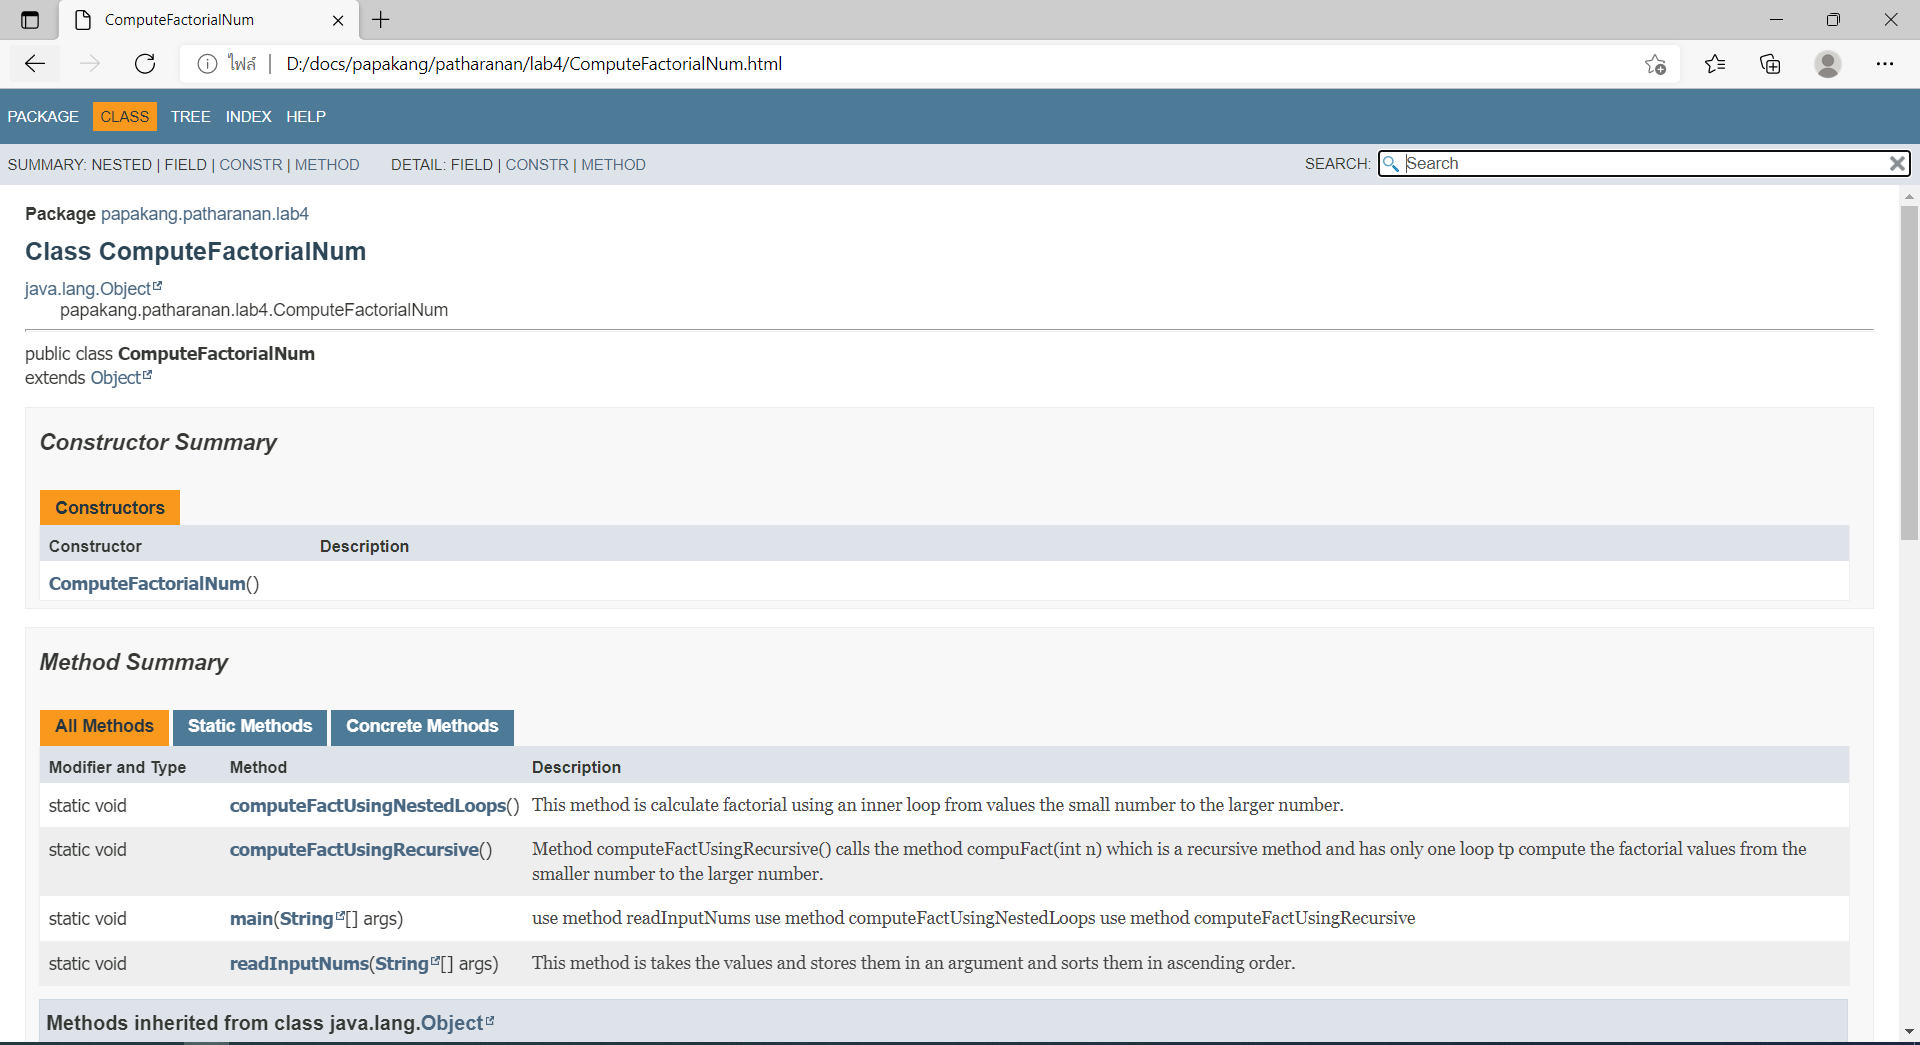 ComputeFactorialNum
ไฟล์ | D:/docs/papakang/patharanan/lab4/ComputeFactorialNum.html
PACKAGE CLASS TREE INDEX HELP
SUMMARY: NESTED | FIELD | CONSTR | METHOD DETAIL: FIELD | CONSTR | METHOD SEARCH: Search
Package papakang.patharanan.lab4
Class ComputeFactorialNum
java.lang.Object
papakang.patharanan.lab4.ComputeFactorialNum
public class ComputeFactorialNum
extends Object
Constructor Summary
Constructors
Constructor Description
ComputeFactorialNum()
Method Summary
All Methods Static Methods Concrete Methods
Modifier and Type Method Description
static void computeFactUsingNestedLoops() This method is calculate factorial using an inner loop from values the small number to the larger number.
static void computeFactUsingRecursive() Method computeFactUsingRecursive() calls the method compuFact(int n) which is a recursive method and has only one loop tp compute the factorial values from the
smaller number to the larger number.
static void main(String[] args) use method readInputNums use method computeFactUsingNestedLoops use method computeFactUsingRecursive
static void readInputNums(String[] args) This method is takes the values and stores them in an argument and sorts them in ascending order.
Methods inherited from class java.lang.Object